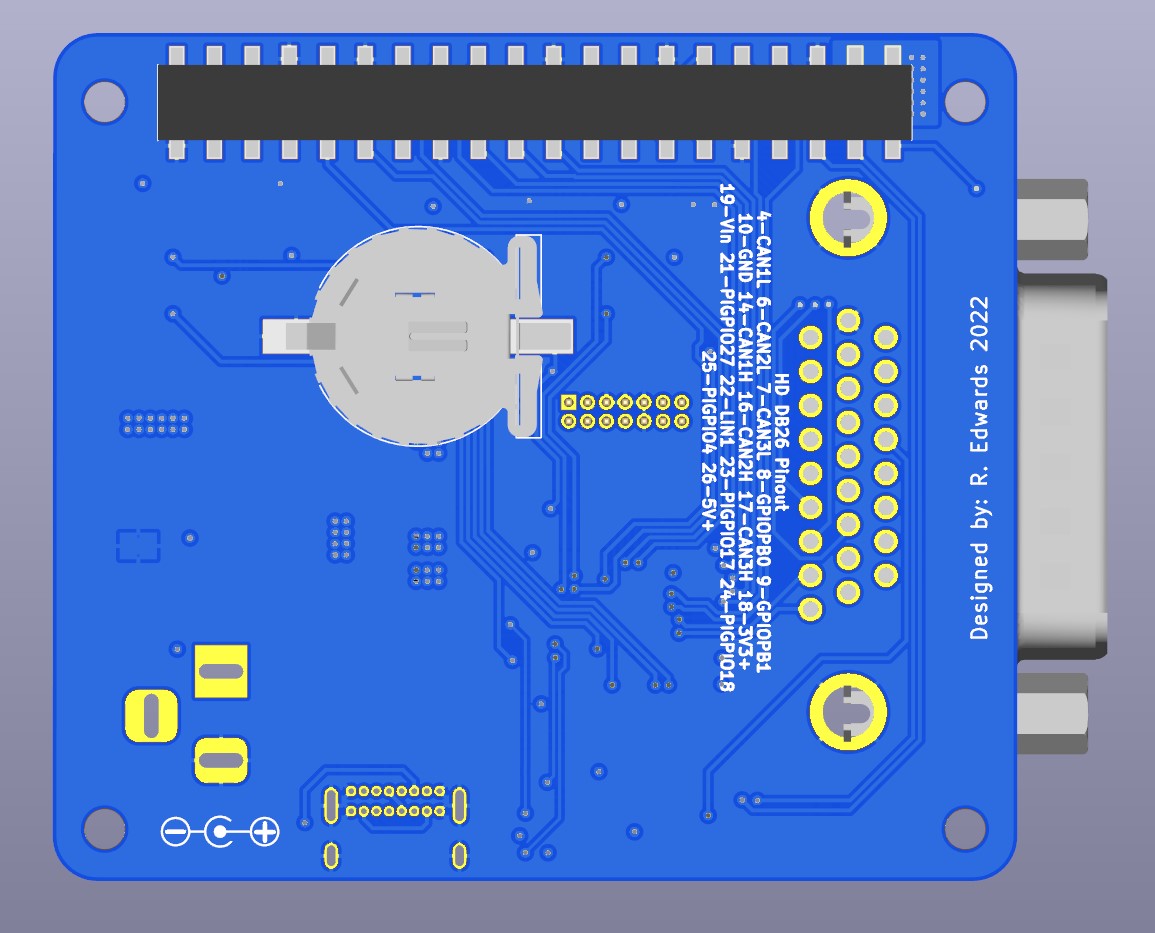 HD DB26 Pinout
4-CAN1L 6-CAN2L 7-CAN3L 8-GPIOPB0 9-GPIOPB1
10-GND 14-CAN1H 16-CAN2H 17-CAN3H 18-3V3+
19-Vin 21-PIGPIO27 22-LIN1 23-PIGPIO17 24-PIGPIO18
25-PIGPIO4 26-5V+
Designed by: R. Edwards 2022